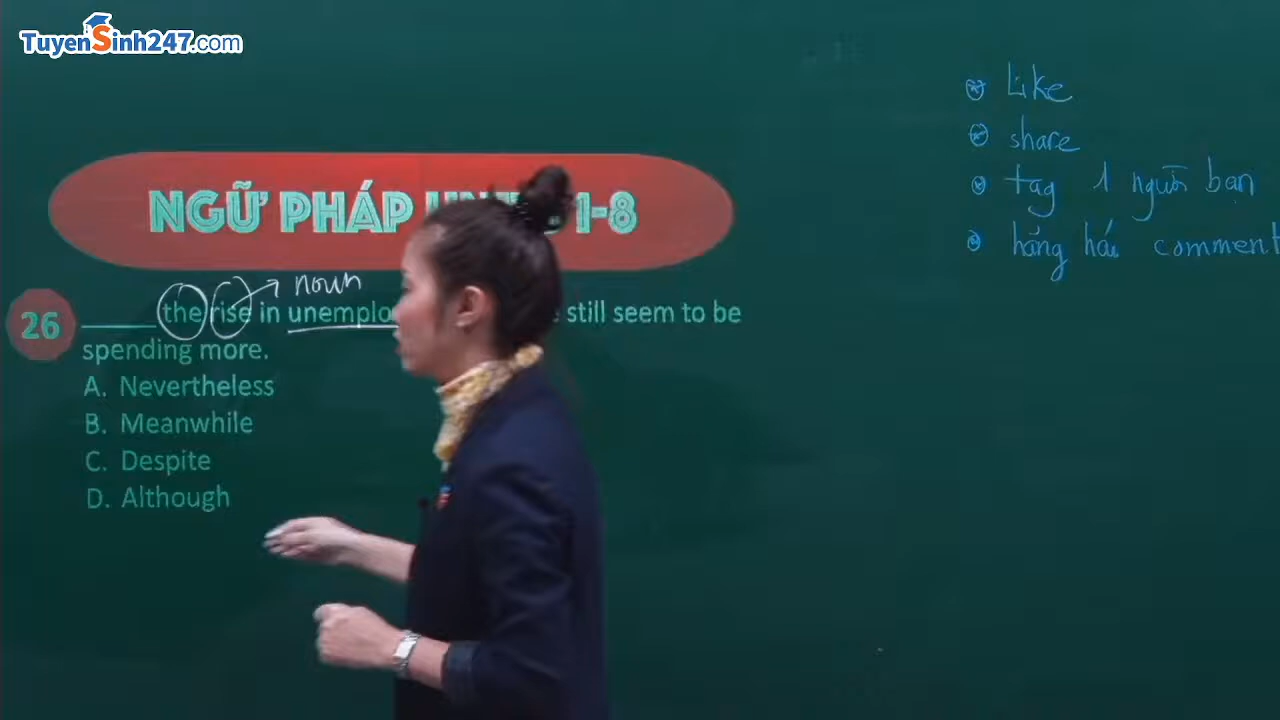 TuyenSinh247.com
Like
share
tag 1 người bạn
hăng hái comment
NGỮ PHÁP 1-8
noun
26 ______ the rise in still seem to be
spending more.
A. Nevertheless
B. Meanwhile
C. Despite
D. Although